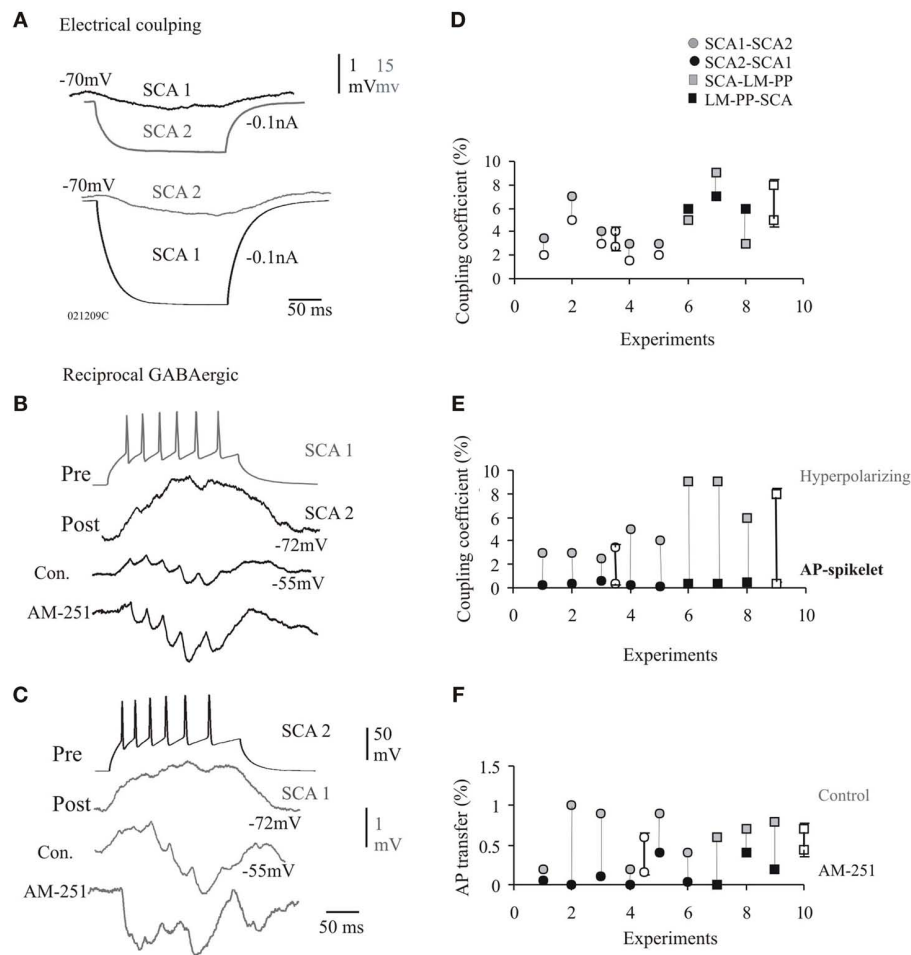 A
Electrical coulping
-70mV
SCA 1
SCA 2
-0.1nA
1 15
mV mv
-70mV
SCA 2
SCA 1
-0.1nA
50 ms
021209C
Reciprocal GABAergic
B
SCA 1
Pre
Post
SCA 2
-72mV
Con.
-55mV
AM-251
C
SCA 2
Pre
50
mV
Post
SCA 1
-72mV
1
mV
Con.
-55mV
AM-251
50 ms
SCA1-SCA2
SCA2-SCA1
SCA-LM-PP
LM-PP-SCA
D
Coupling coefficient (%)
10
8
6
4
2
0
0 2 4 6 8 10
Experiments
E
Coupling coefficient (%)
10
8
6
4
2
0
0 2 4 6 8 10
Hyperpolarizing
AP-spikelet
Experiments
F
AP transfer (%)
1.5
1
0.5
0
0 2 4 6 8 10
Control
AM-251
Experiments